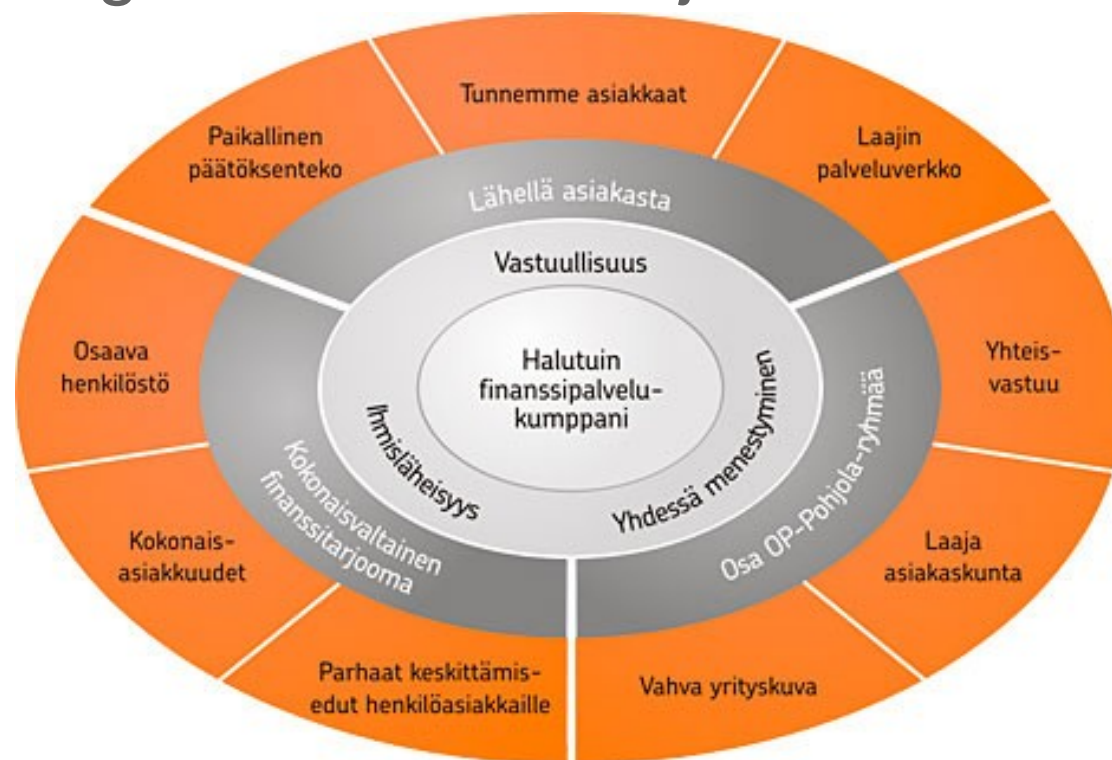 Tunnemme asiakkaat
Paikallinen
päätöksenteko
Laajin
palveluverkko
Lähellä asiakasta
Vastuullisuus
Osaava
henkilöstö
Halutuin
finanssipalvelu-
kumppani
Yhteis-
vastuu
Ihmisläheisyys
Yhdessä menestyminen
Kokonaisvaltainen
finanssitarjooma
Osa OP-Pohjola-ryhmää
Kokonais-
asiakkuudet
Laaja
asiakaskunta
Parhaat keskittämis-
edut henkilöasiakkaille
Vahva yrityskuva